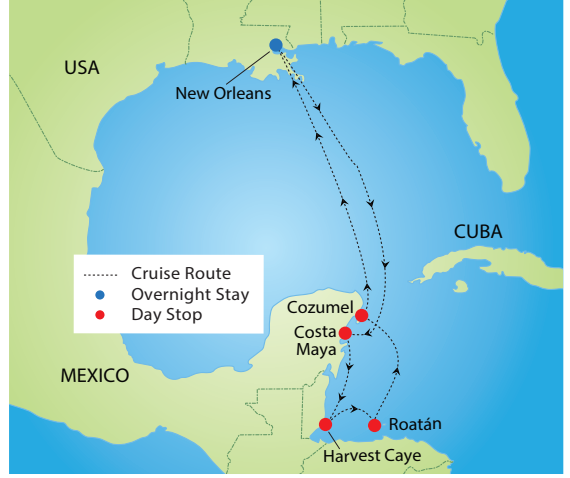 USA
New Orleans
CUBA
Cruise Route
Overnight Stay
Day Stop
Cozumel
Costa
Maya
MEXICO
Roatán
Harvest Caye